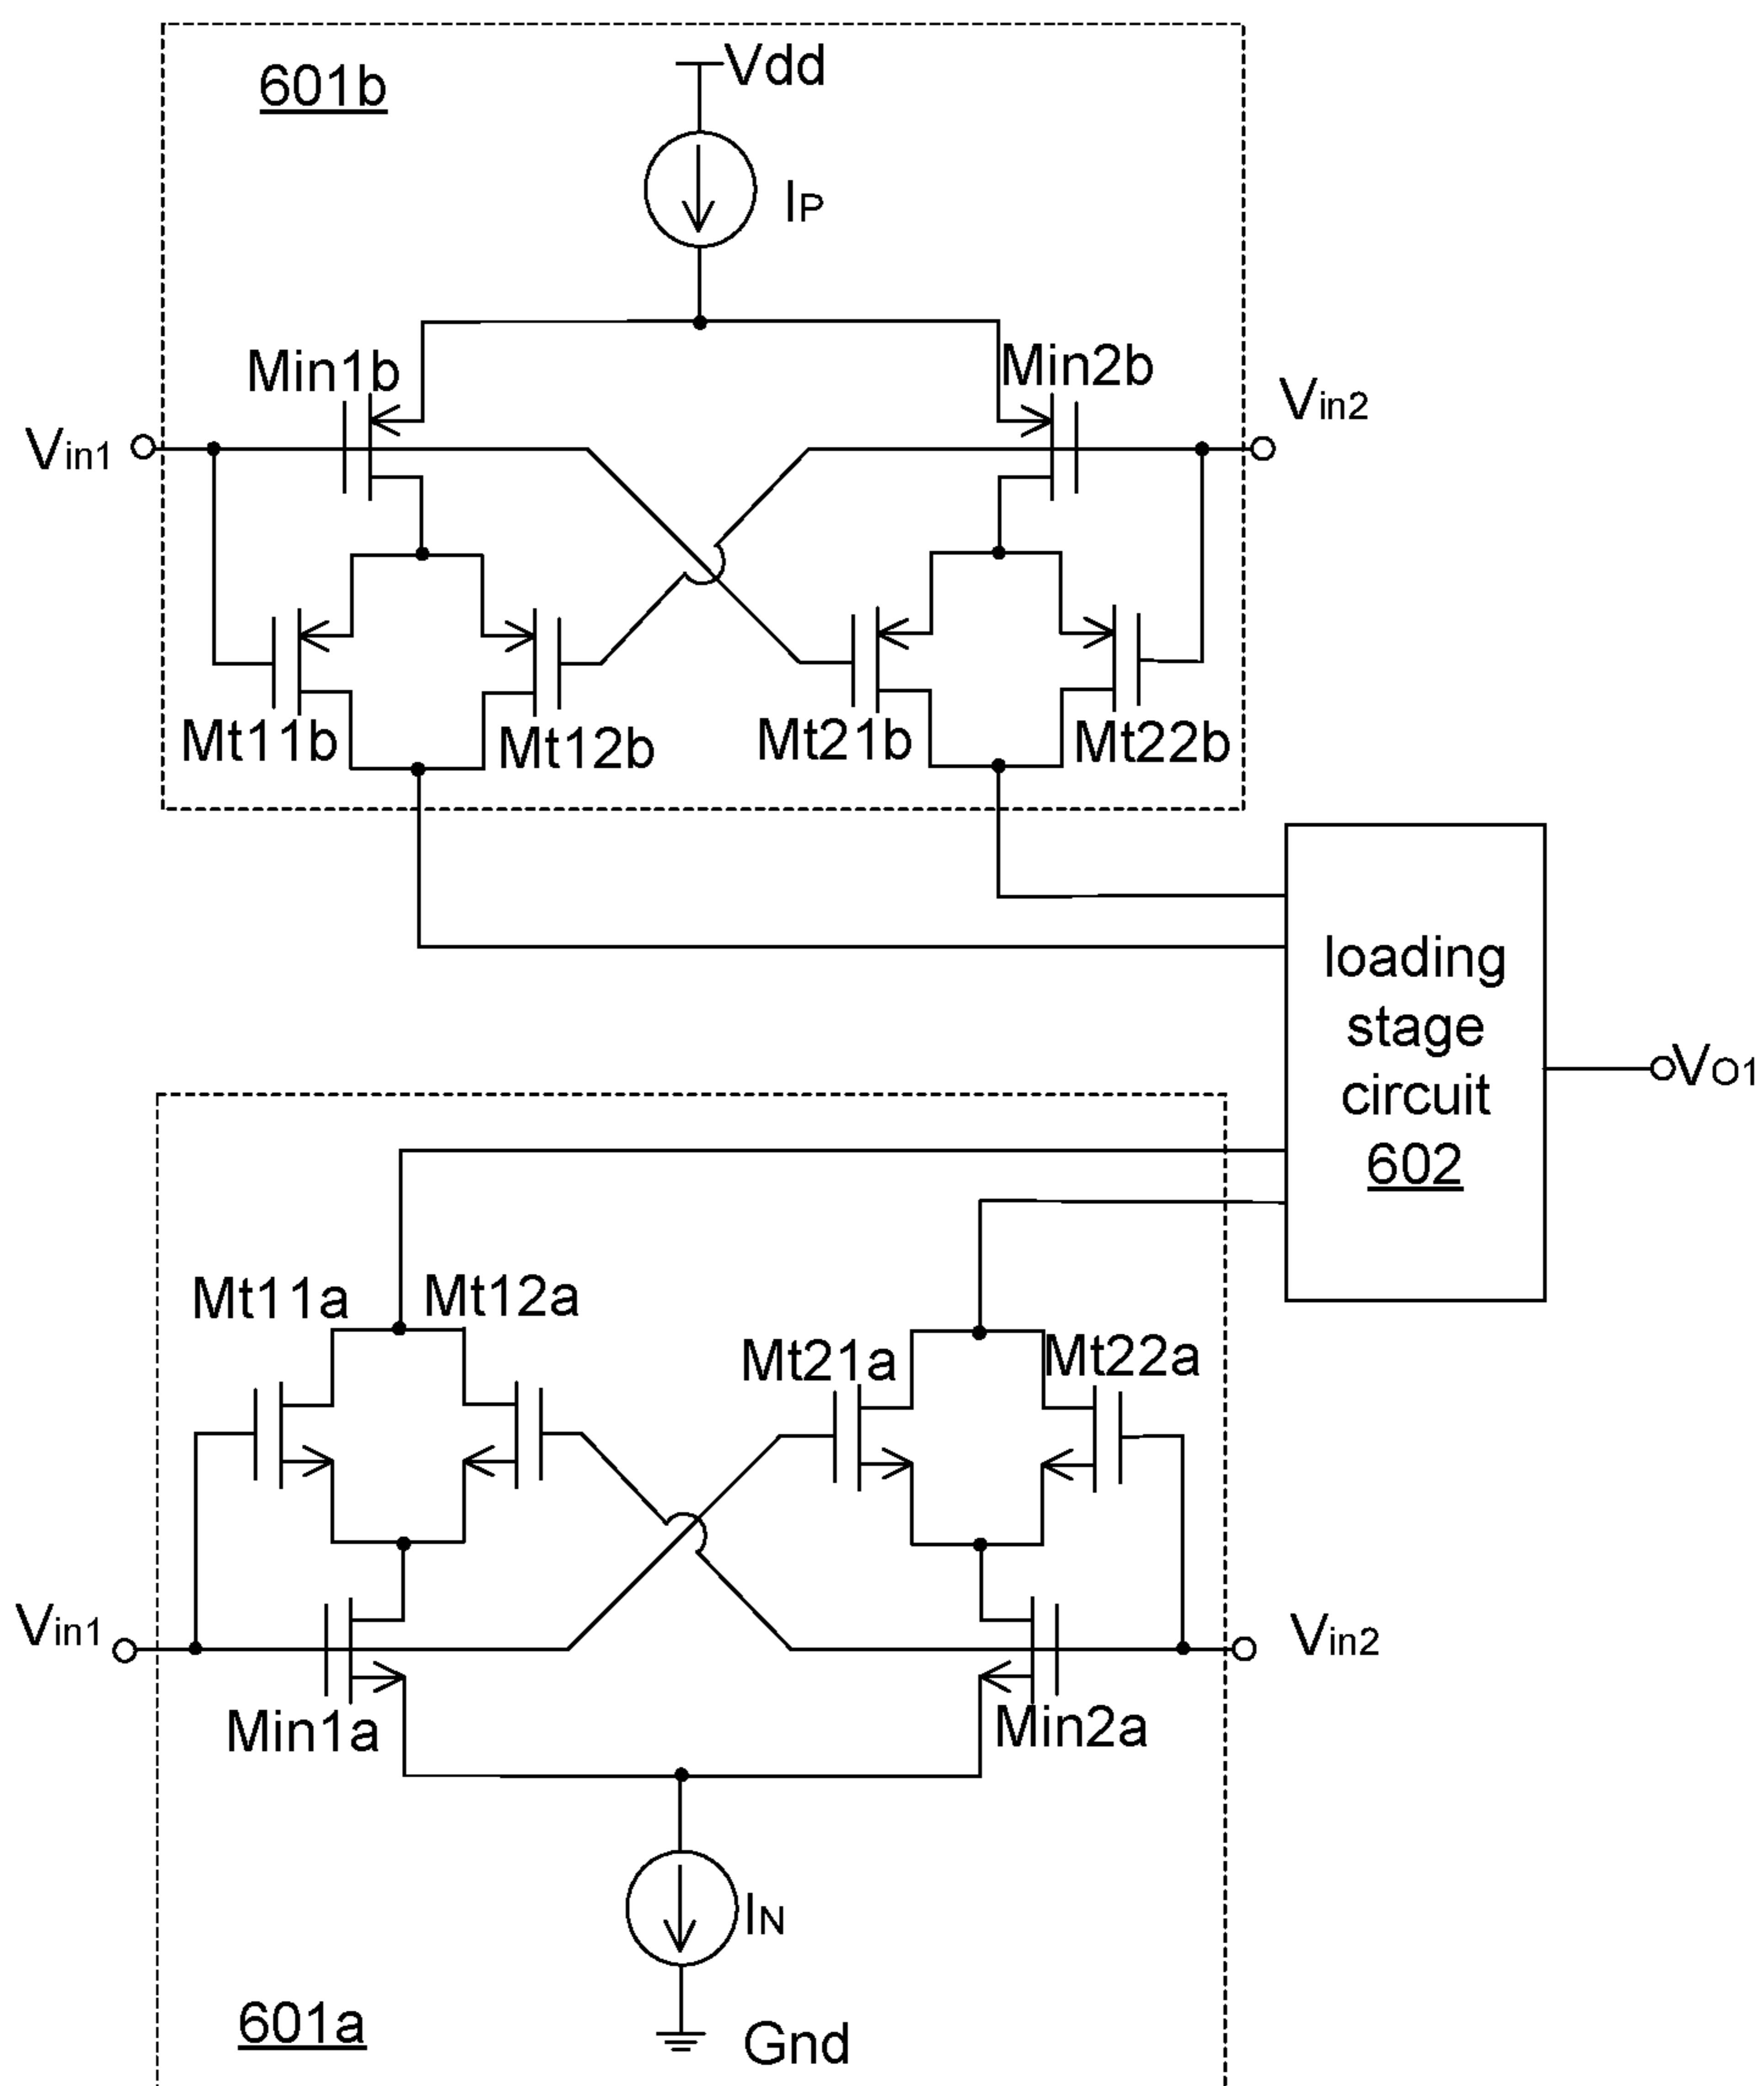 601b
Vdd
IP
Min1b
Min2b
Vin1
Vin2
Mt11b
Mt12b
Mt21b
Mt22b
loading
stage
circuit
602
VO1
Mt11a
Mt12a
Mt21a
Mt22a
Vin1
Vin2
Min1a
Min2a
IN
601a
Gnd